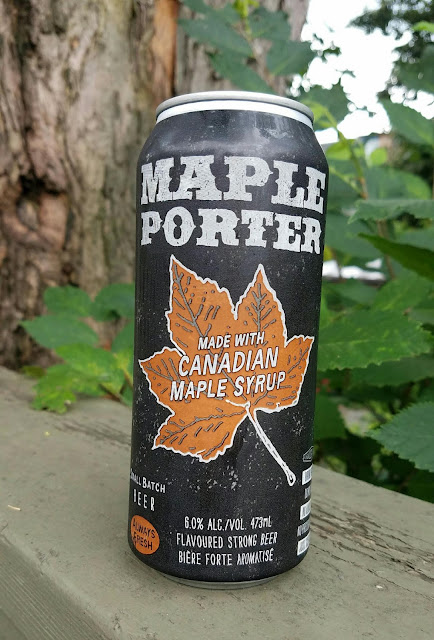 MAPLE
PORTER
MADE WITH
CANADIAN
MAPLE SYRUP
SMALL BATCH
BEER
ALWAYS
FRESH
6.0% ALC./VOL. 473mL
FLAVOURED STRONG BEER
BIÈRE FORTE AROMATISÉ